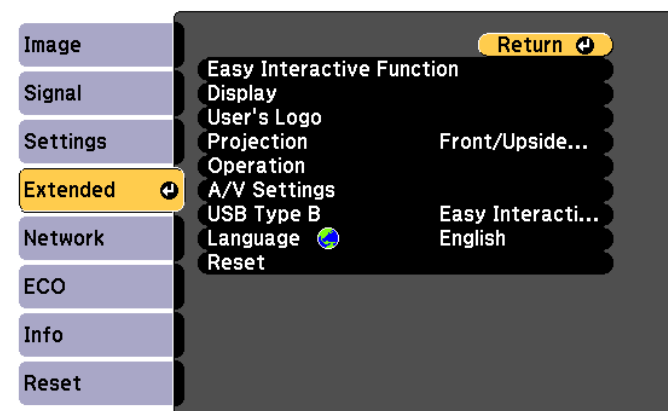 Image
Signal
Settings
Extended
Network
ECO
Info
Reset
Return
Easy Interactive Function
Display
User's Logo
Projection Front/Upside...
Operation
A/V Settings
USB Type B Easy Interacti...
Language English
Reset